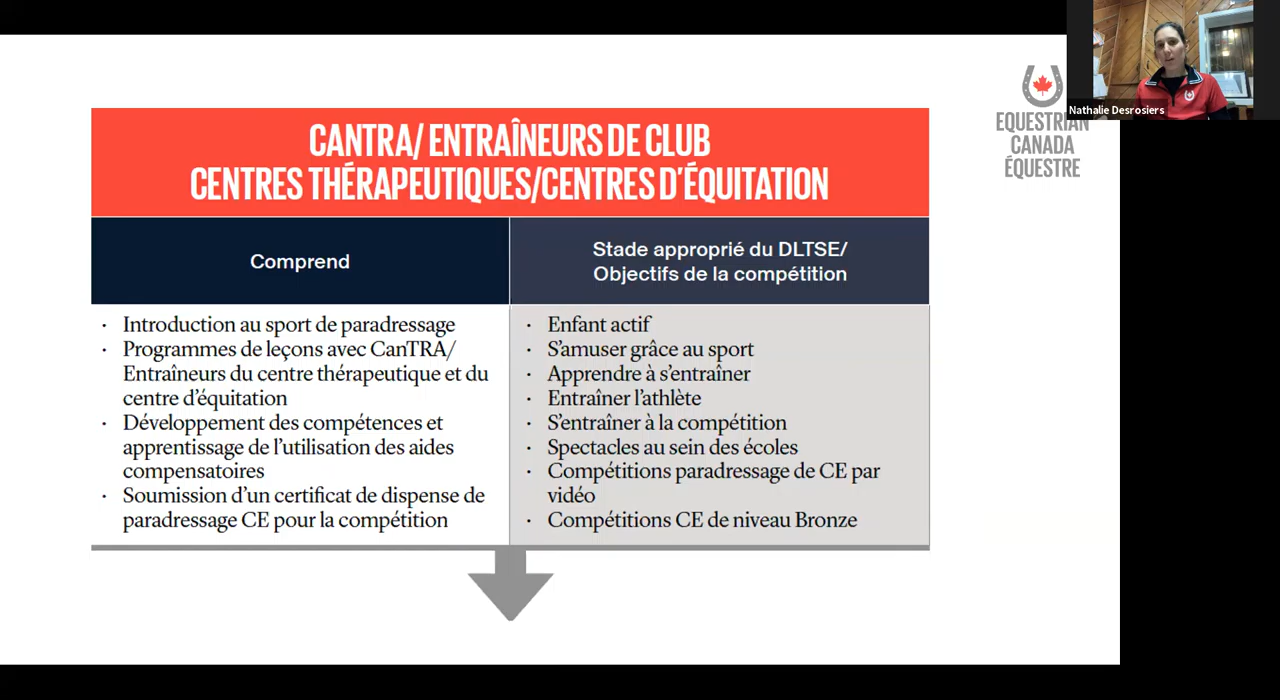 CANTRA/ ENTRAÎNEURS DE CLUB
CENTRES THÉRAPEUTIQUES/CENTRES D'ÉQUITATION
Comprend
Stade approprié du DLTSE/
Objectifs de la compétition
· Introduction au sport de paradressage
· Programmes de leçons avec CanTRA/
Entraîneurs du centre thérapeutique et du
centre d'équitation
· Développement des compétences et
apprentissage de l'utilisation des aides
compensatoires
· Soumission d'un certificat de dispense de
paradressage CE pour la compétition
· Enfant actif
· S'amuser grâce au sport
· Apprendre à s'entraîner
· Entraîner l'athlète
· S'entraîner à la compétition
· Spectacles au sein des écoles
· Compétitions paradressage de CE par
vidéo
· Compétitions CE de niveau Bronze
Nathalie Desrosiers
EQUESTRIAN
CANADA
ÉQUESTRE